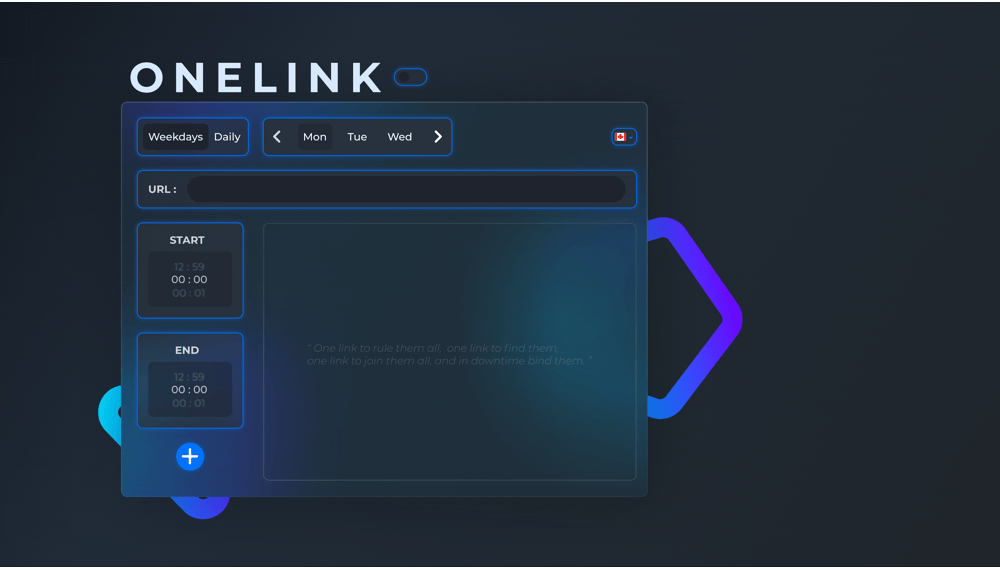 ONELINK
Weekdays Daily
Mon Tue Wed
URL :
START
12 : 59
00 : 00
00 : 01
END
12 : 59
00 : 00
00 : 01
" One link to rule them all, one link to find them,
one link to join them all, and in downtime bind them. "